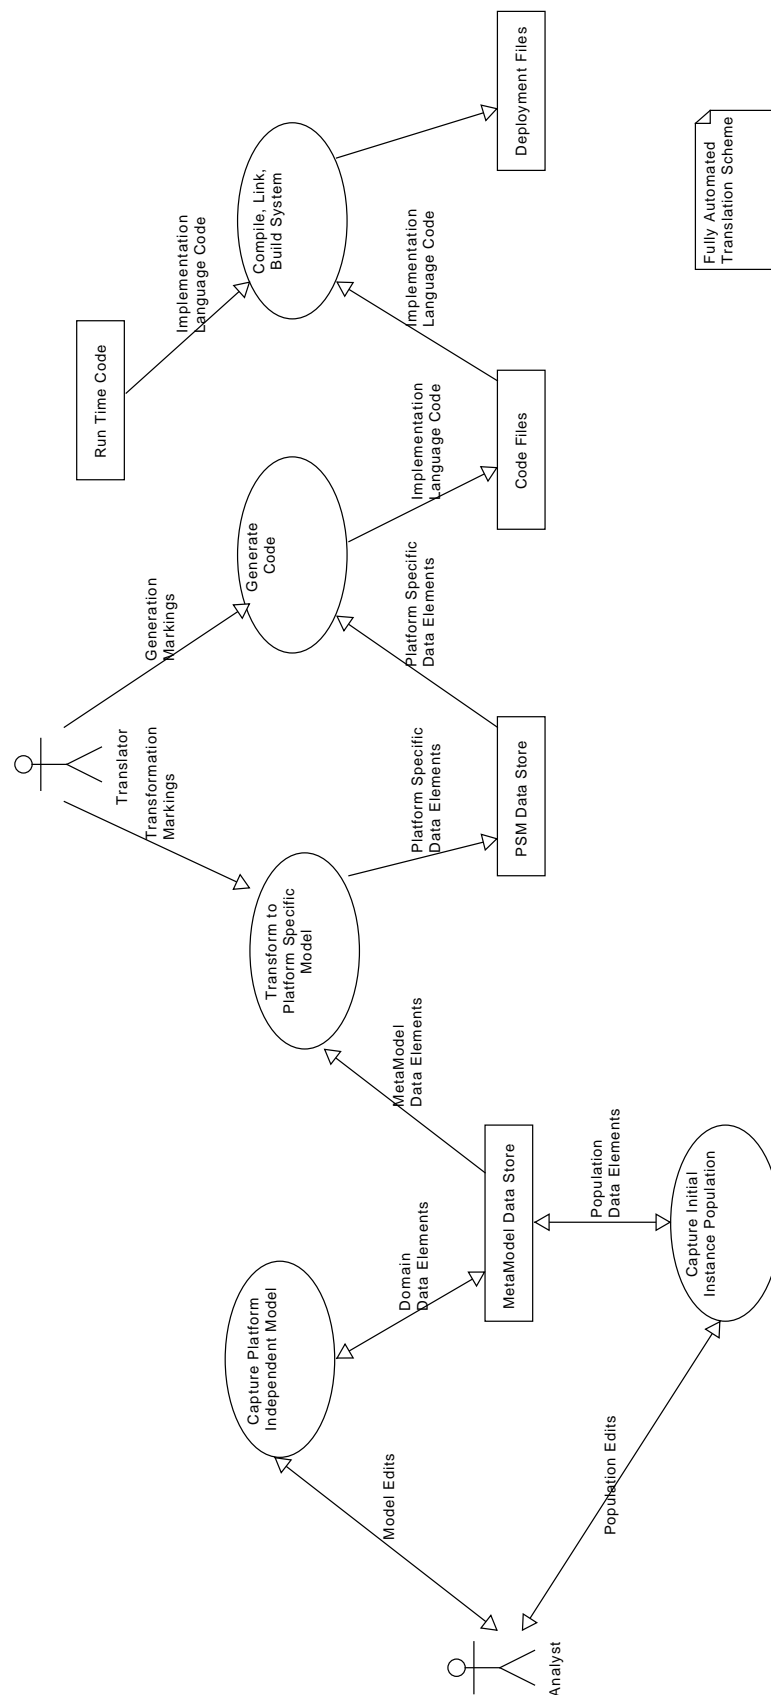 Analyst
Model Edits
Population Edits
Capture Platform
Independent Model
Domain
Data Elements
MetaModel Data Store
Population
Data Elements
Capture Initial
Instance Population
MetaModel
Data Elements
Transform to
Platform Specific
Model
Translator
Transformation
Markings
Generation
Markings
Platform Specific
Data Elements
PSM Data Store
Platform Specific
Data Elements
Generate
Code
Implementation
Language Code
Code Files
Run Time Code
Implementation
Language Code
Implementation
Language Code
Compile, Link,
Build System
Deployment Files
Fully Automated
Translation Scheme